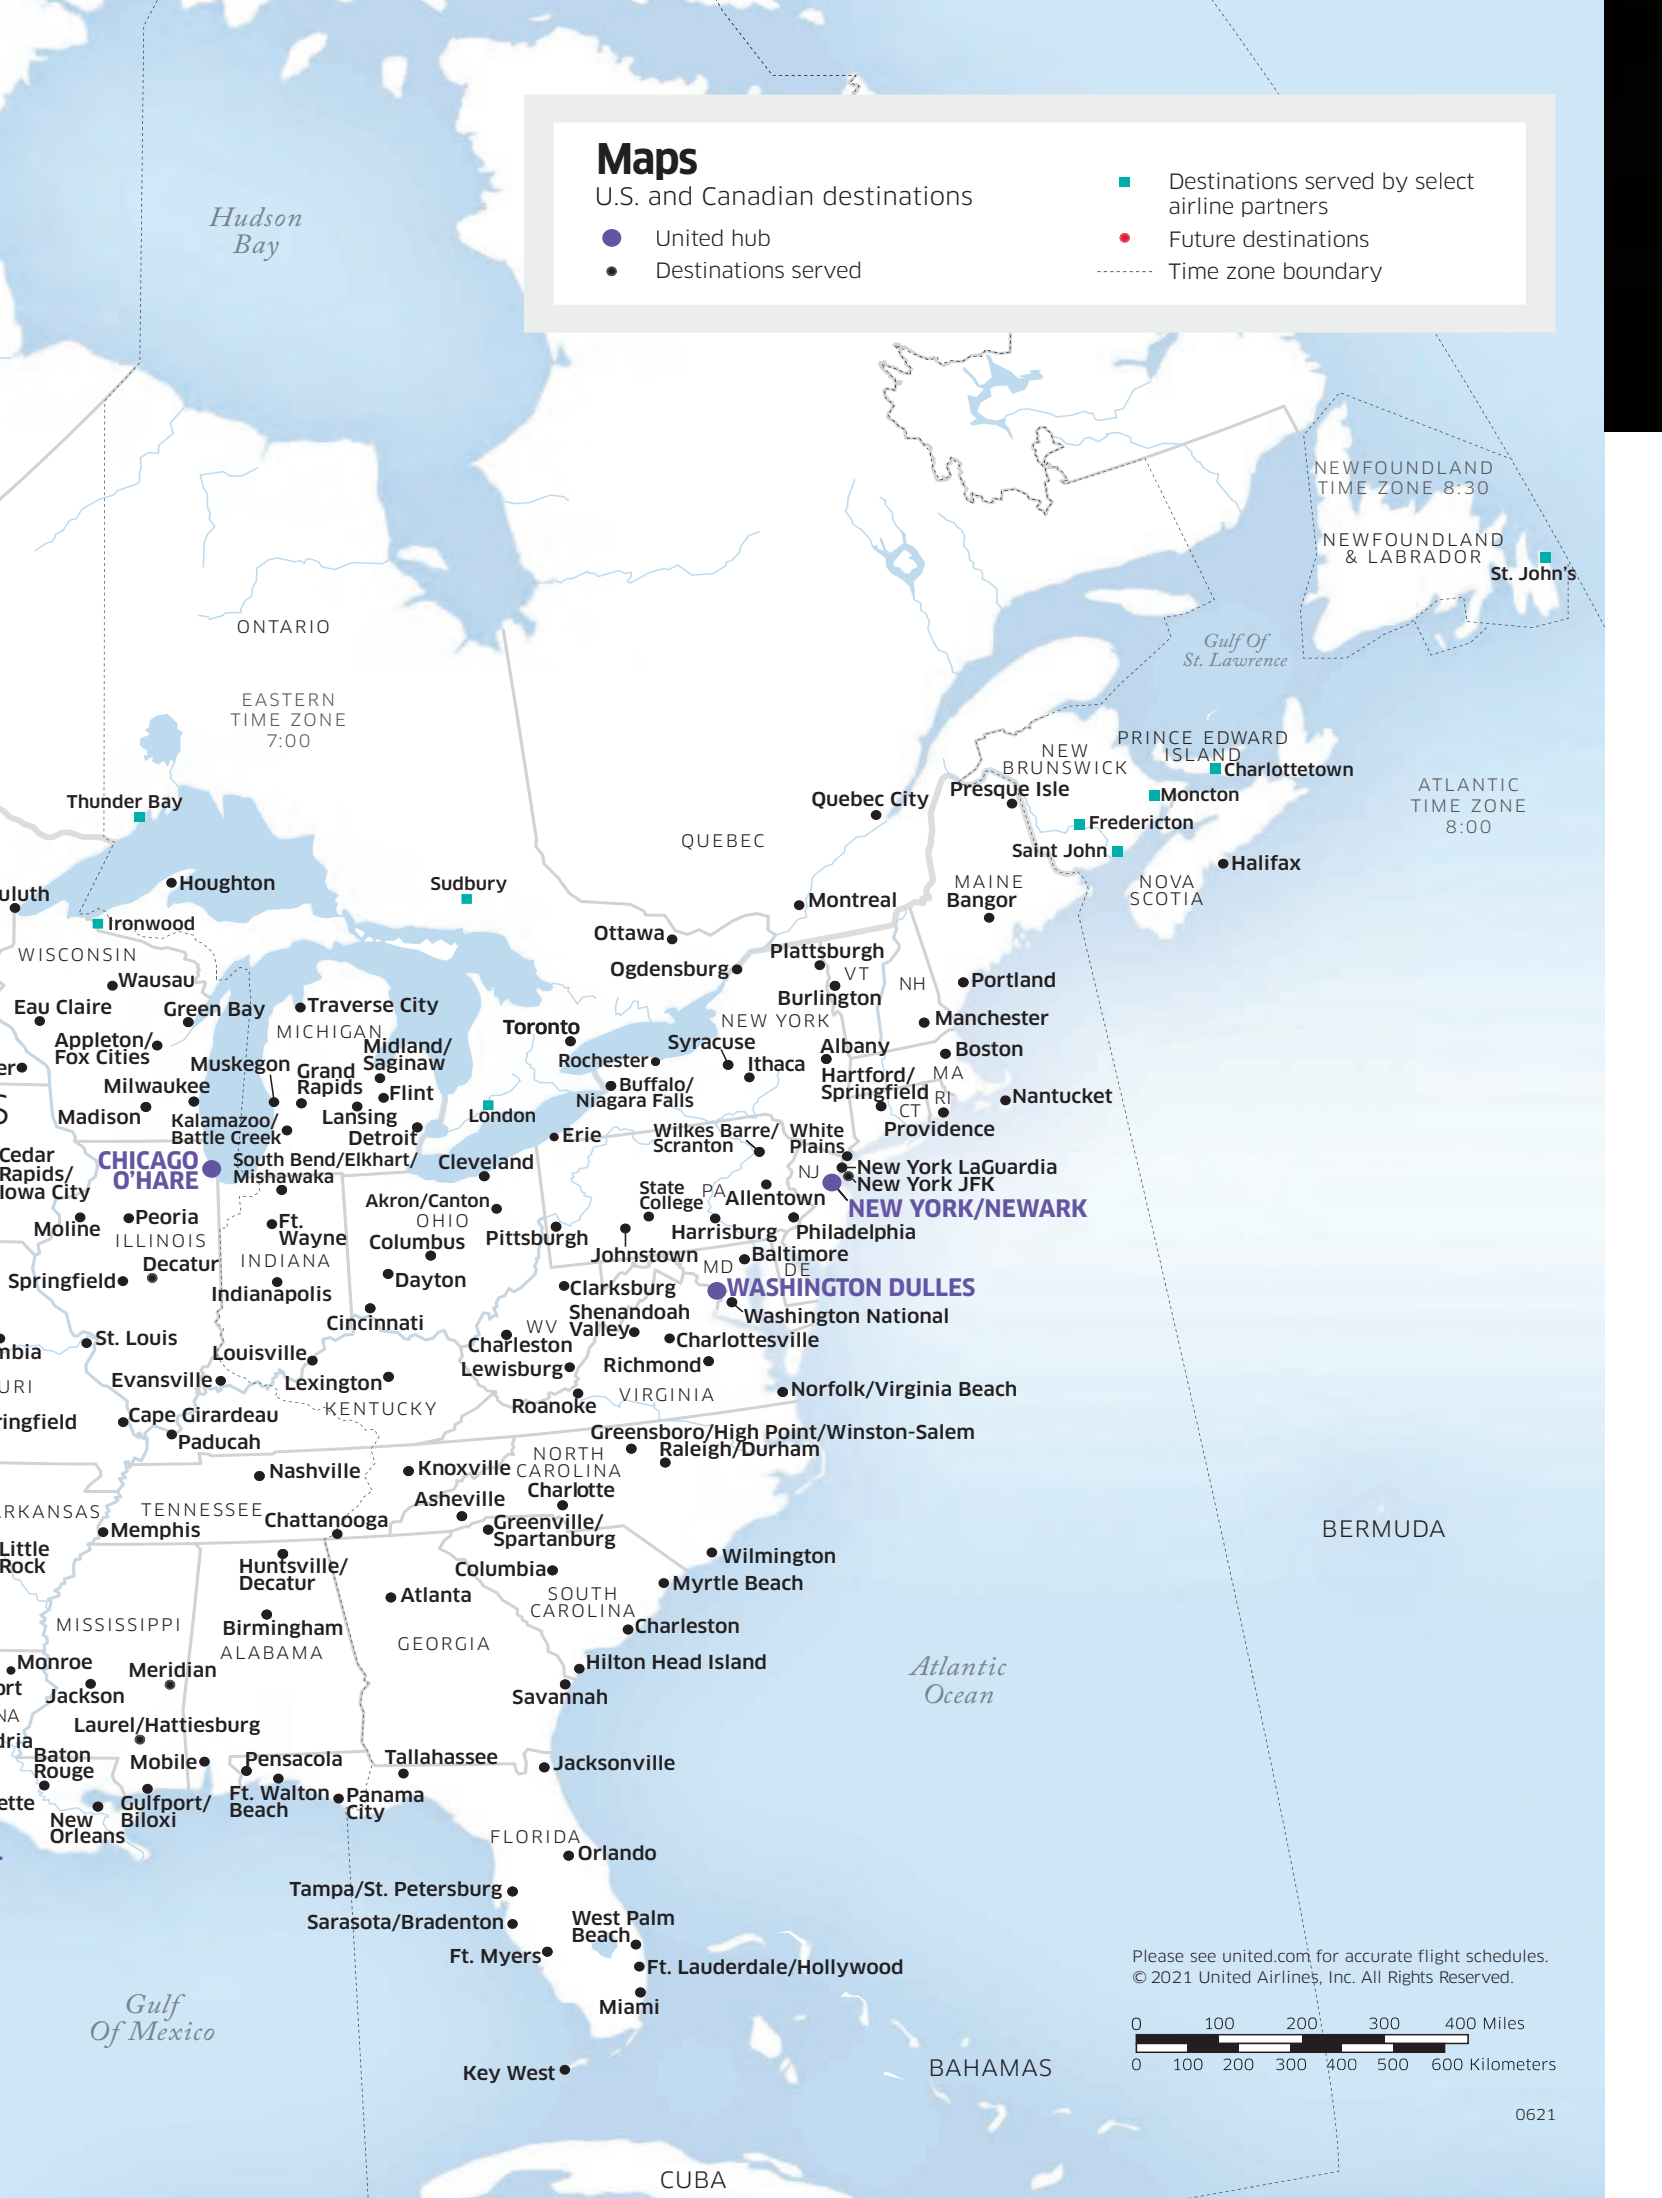 Maps
U.S. and Canadian destinations
United hub
Destinations served
Destinations served by select
airline partners
Future destinations
Time zone boundary
Hudson
Bay
NEWFOUNDLAND
TIME ZONE 8:30
NEWFOUNDLAND
& LABRADOR
St. John's
ONTARIO
Gulf Of
St. Lawrence
EASTERN
TIME ZONE
7:00
PRINCE EDWARD
ISLAND
NEW
BRUNSWICK
Charlottetown
ATLANTIC
TIME ZONE
8:00
Presque Isle
Moncton
Thunder Bay
Quebec City
Fredericton
QUEBEC
Saint John
Halifax
Houghton
Sudbury
MAINE
NOVA
SCOTIA
uluth
Montreal
Bangor
Ironwood
Ottawa
WISCONSIN
Plattsburgh
Ogdensburg
VT
Wausau
NH
Portland
Burlington
Eau Claire
Green Bay
Traverse City
MICHIGAN
NEW YORK
Manchester
Toronto
Appleton/
Fox Cities
Midland/
Saginaw
Syracuse
Albany
Boston
er
Muskegon
Grand
Rapids
Rochester
Ithaca
Hartford/
Springfield
MA
Milwaukee
Flint
Buffalo/
Niagara Falls
RI
Nantucket
S
Madison
Kalamazoo/
Battle Creek
Lansing
London
CT
Detroit
Erie
Wilkes Barre/
Scranton
White
Plains
Providence
Cedar
Rapids/
Iowa City
CHICAGO
O'HARE
South Bend/Elkhart/
Mishawaka
Cleveland
NJ
New York LaGuardia
New York JFK
State
College
PA
Allentown
NEW YORK/NEWARK
Akron/Canton
Moline
Peoria
Ft.
Wayne
OHIO
Pittsburgh
Harrisburg
Philadelphia
ILLINOIS
Columbus
Johnstown
Baltimore
INDIANA
Decatur
MD
DE
Springfield
Dayton
Clarksburg
WASHINGTON DULLES
Indianapolis
Shenandoah
Valley
Washington National
Cincinnati
WV
St. Louis
Charleston
Charlottesville
mbia
Louisville
Lewisburg
Richmond
Evansville
Lexington
URI
VIRGINIA
Norfolk/Virginia Beach
Roanoke
KENTUCKY
ringfield
Cape Girardeau
Greensboro/High Point/Winston-Salem
Paducah
Raleigh/Durham
NORTH
CAROLINA
Nashville
Knoxville
Charlotte
Asheville
RKANSAS
TENNESSEE
Chattanooga
Greenville/
Spartanburg
BERMUDA
Memphis
Little
Rock
Wilmington
Huntsville/
Decatur
Columbia
Myrtle Beach
Atlanta
SOUTH
CAROLINA
MISSISSIPPI
Birmingham
Charleston
ALABAMA
GEORGIA
Monroe
Meridian
Hilton Head Island
Atlantic
Ocean
ort
Jackson
Savannah
NA
Laurel/Hattiesburg
dria
Baton
Rouge
Mobile
Pensacola
Tallahassee
Jacksonville
ette
Gulfport/
Biloxi
Ft. Walton
Beach
Panama
City
New
Orleans
FLORIDA
Orlando
Tampa/St. Petersburg
Sarasota/Bradenton
West Palm
Beach
Ft. Myers
Ft. Lauderdale/Hollywood
Please see united.com for accurate flight schedules.
© 2021 United Airlines, Inc. All Rights Reserved.
Gulf
Of Mexico
Miami
0 100 200 300 400 Miles
0 100 200 300 400 500 600 Kilometers
Key West
BAHAMAS
0621
CUBA